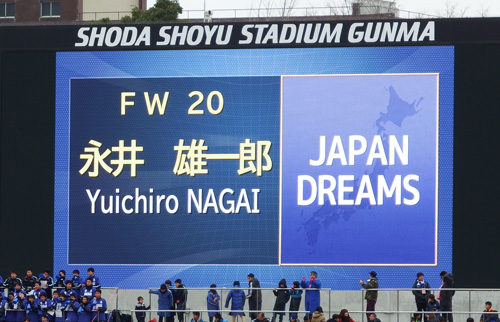 SHODA SHOYU STADIUM GUNMA
FW 20
永井 雄一郎
Yuichiro NAGAI
JAPAN
DREAMS